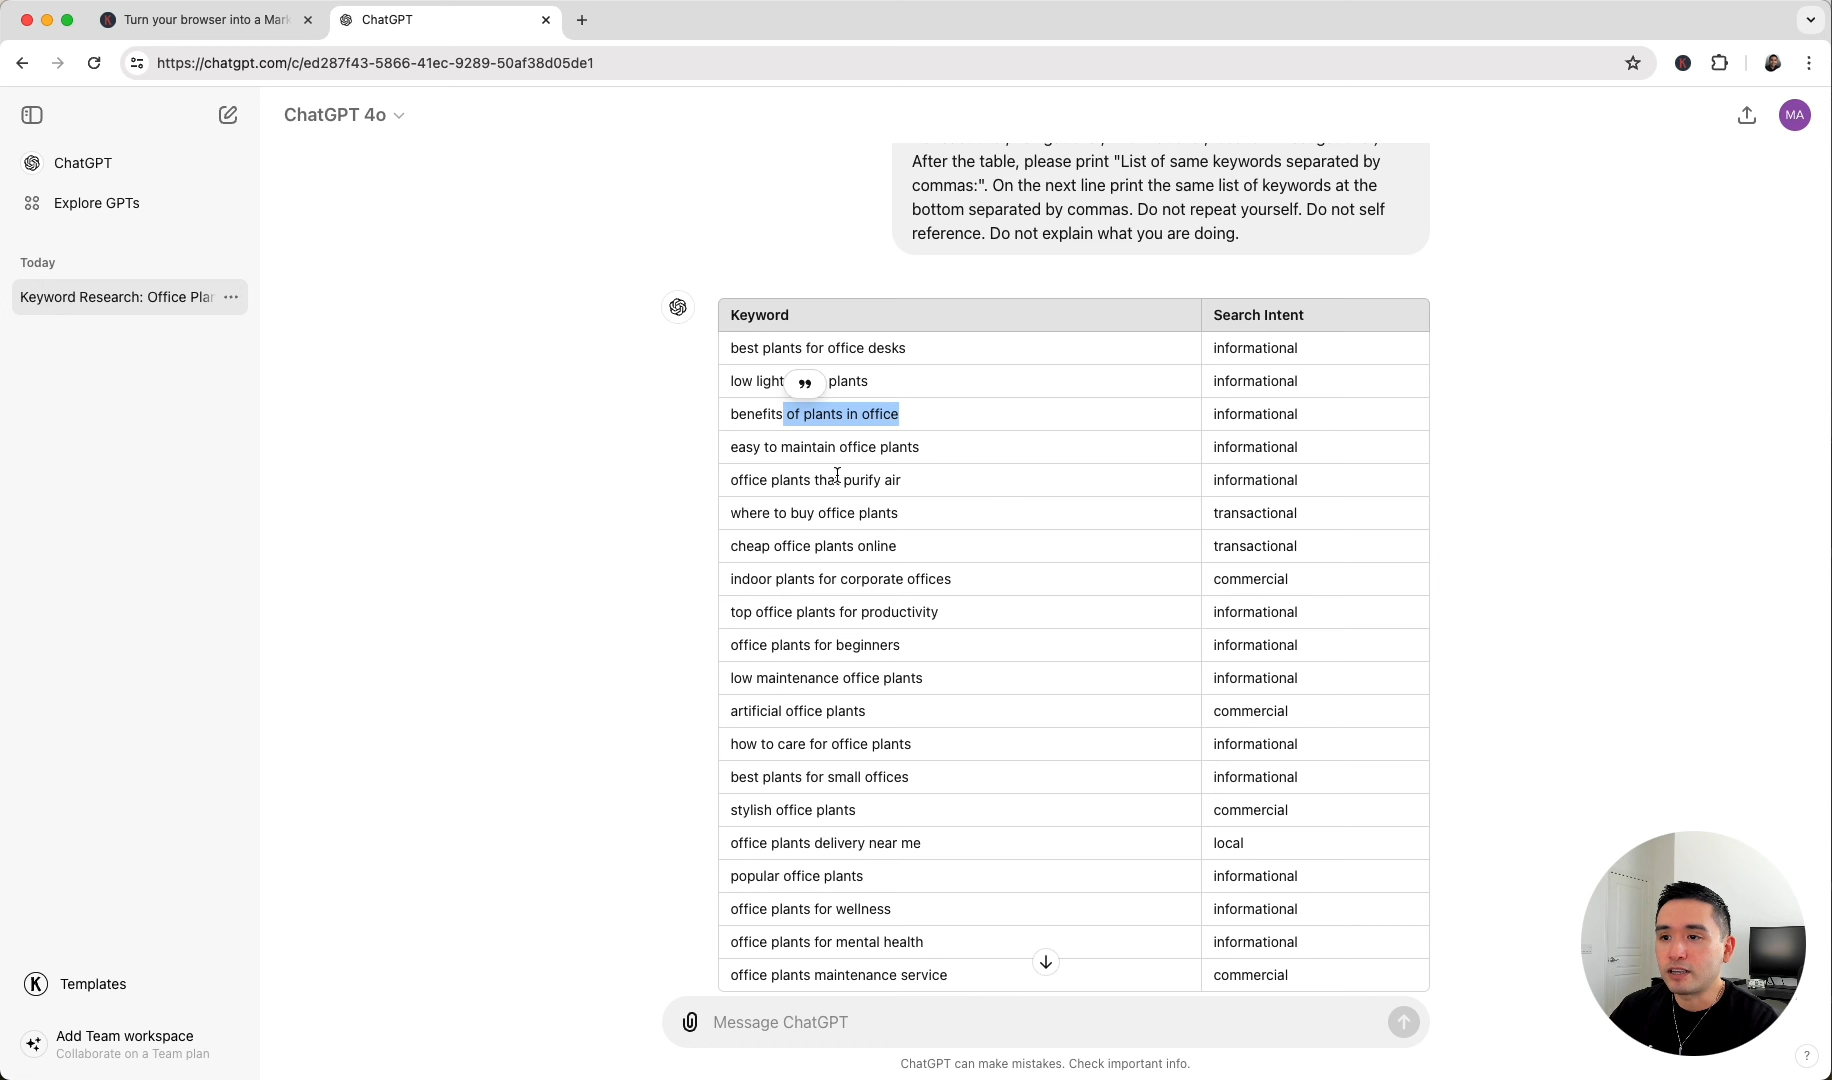 Turn your browser into a Mark
ChatGPT
https://chatgpt.com/c/ed287f43-5866-41ec-9289-50af38d05de1
ChatGPT 4o
MA
ChatGPT
Explore GPTs
Today
Keyword Research: Office Plan
After the table, please print "List of same keywords separated by
commas:". On the next line print the same list of keywords at the
bottom separated by commas. Do not repeat yourself. Do not self
reference. Do not explain what you are doing.
Keyword Search Intent
best plants for office desks informational
low light plants informational
benefits of plants in office informational
easy to maintain office plants informational
office plants that purify air informational
where to buy office plants transactional
cheap office plants online transactional
indoor plants for corporate offices commercial
top office plants for productivity informational
office plants for beginners informational
low maintenance office plants informational
artificial office plants commercial
how to care for office plants informational
best plants for small offices informational
stylish office plants commercial
office plants delivery near me local
popular office plants informational
office plants for wellness informational
office plants for mental health informational
office plants maintenance service commercial
K Templates
Add Team workspace
Collaborate on a Team plan
Message ChatGPT
ChatGPT can make mistakes. Check important info.
?